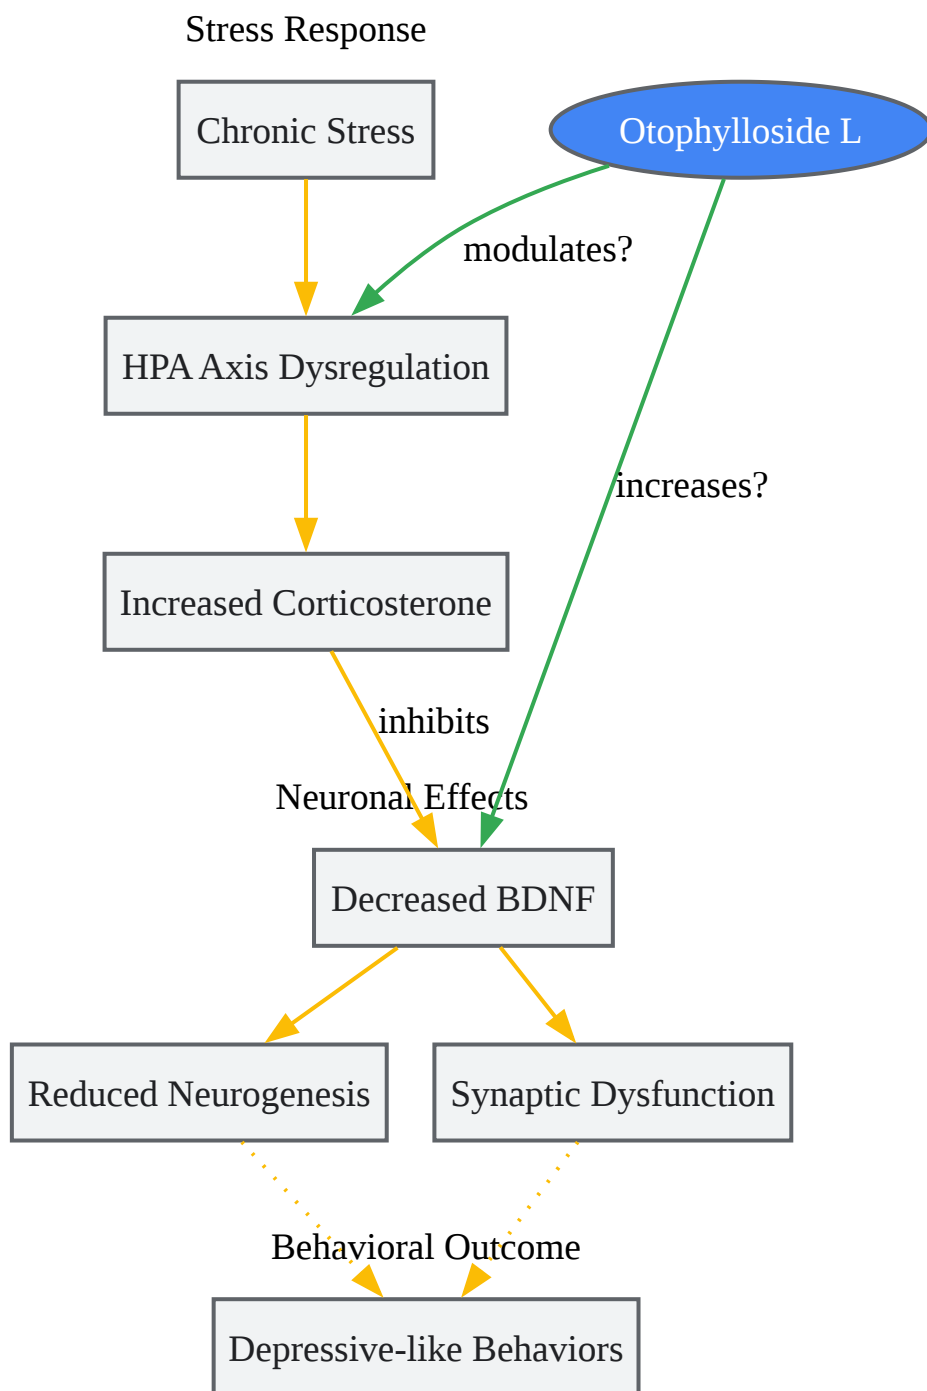 Stress Response
Chronic Stress
Otophylloside L
modulates?
HPA Axis Dysregulation
increases?
Increased Corticosterone
inhibits
Neuronal Effects
Decreased BDNF
Reduced Neurogenesis
Synaptic Dysfunction
Behavioral Outcome
Depressive-like Behaviors